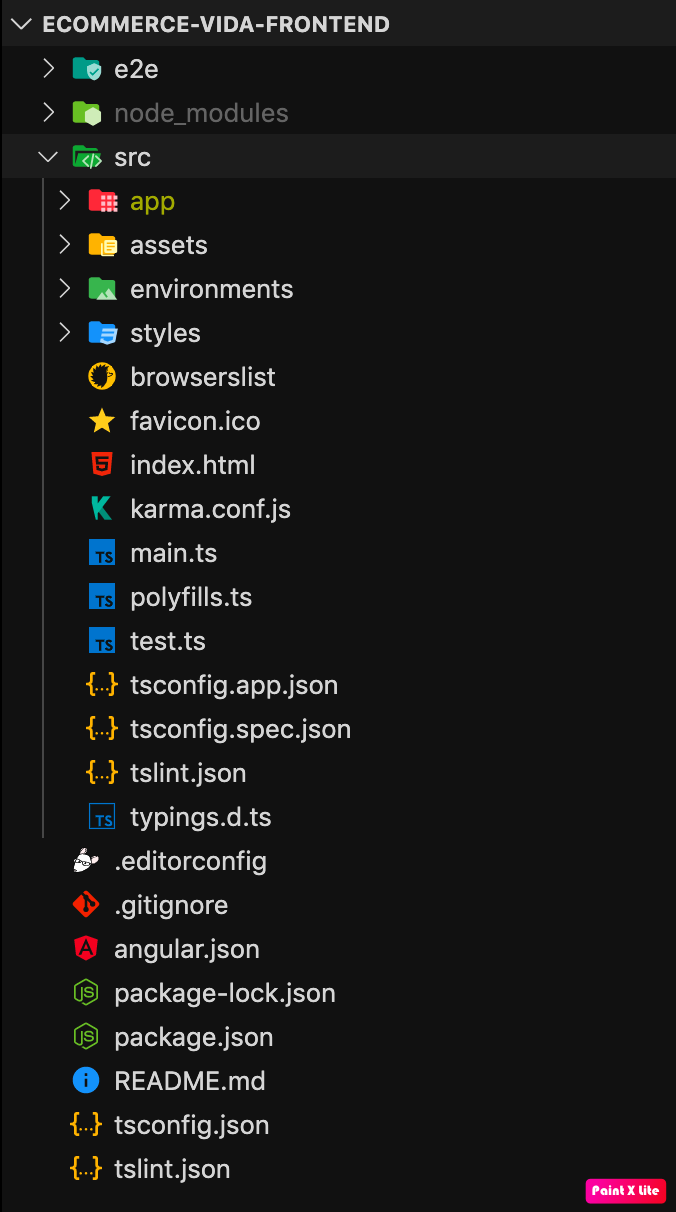 ECOMMERCE-VIDA-FRONTEND
e2e
node_modules
src
app
assets
environments
styles
browserslist
favicon.ico
index.html
karma.conf.js
TS main.ts
TS polyfills.ts
TS test.ts
{...} tsconfig.app.json
{...} tsconfig.spec.json
{...} tslint.json
TS typings.d.ts
.editorconfig
.gitignore
angular.json
JS package-lock.json
JS package.json
README.md
{...} tsconfig.json
{...} tslint.json
Paint X Lite